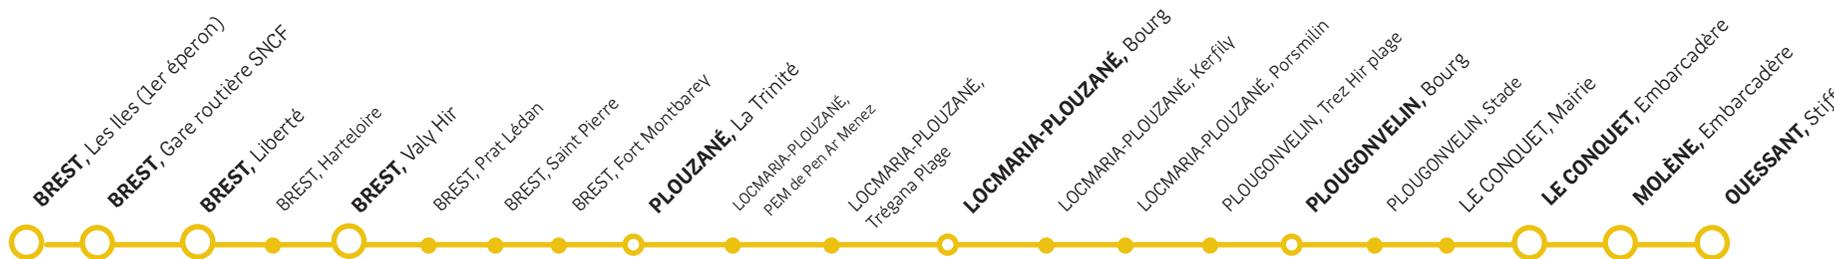 BREST, Les Iles (1er éperon)
BREST, Gare routière SNCF
BREST, Liberté
BREST, Harteloire
BREST, Valy Hir
BREST, Prat Lédan
BREST, Saint Pierre
BREST, Fort Montbarey
PLOUZANÉ, La Trinité
LOCMARIA-PLOUZANÉ,
PEM de Pen Ar Menez
LOCMARIA-PLOUZANÉ,
Trégana Plage
LOCMARIA-PLOUZANÉ, Bourg
LOCMARIA-PLOUZANÉ, Kerfily
LOCMARIA-PLOUZANÉ, Porsmilin
PLOUGONVELIN, Trez Hir plage
PLOUGONVELIN, Bourg
PLOUGONVELIN, Stade
LE CONQUET, Mairie
LE CONQUET, Embarcadère
MOLÈNE, Embarcadère
OUESSANT, Stiff